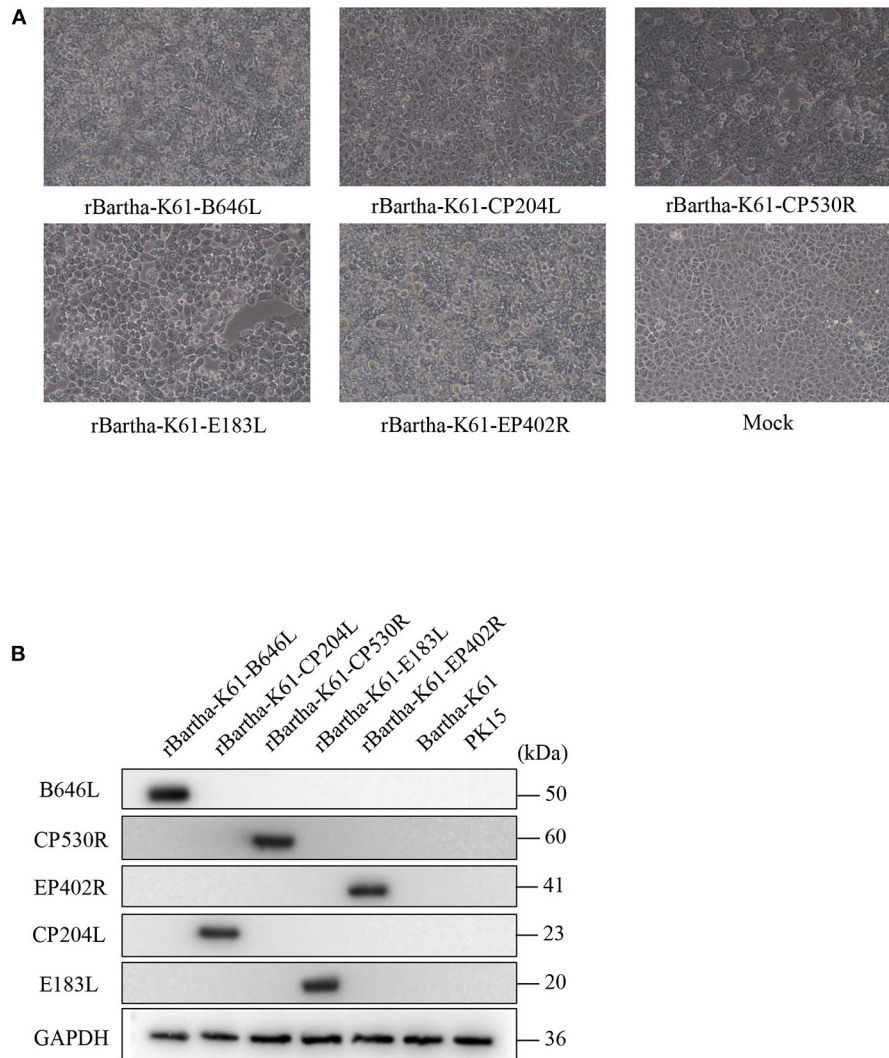 A
rBartha-K61-B646L
rBartha-K61-CP204L
rBartha-K61-CP530R
rBartha-K61-E183L
rBartha-K61-EP402R
Mock
B
rBartha-K61-B646L
rBartha-K61-CP204L
rBartha-K61-CP530R
rBartha-K61-E183L
rBartha-K61-EP402R
Bartha-K61
PK15
(kDa)
B646L
50
CP530R
60
EP402R
41
CP204L
23
E183L
20
GAPDH
36